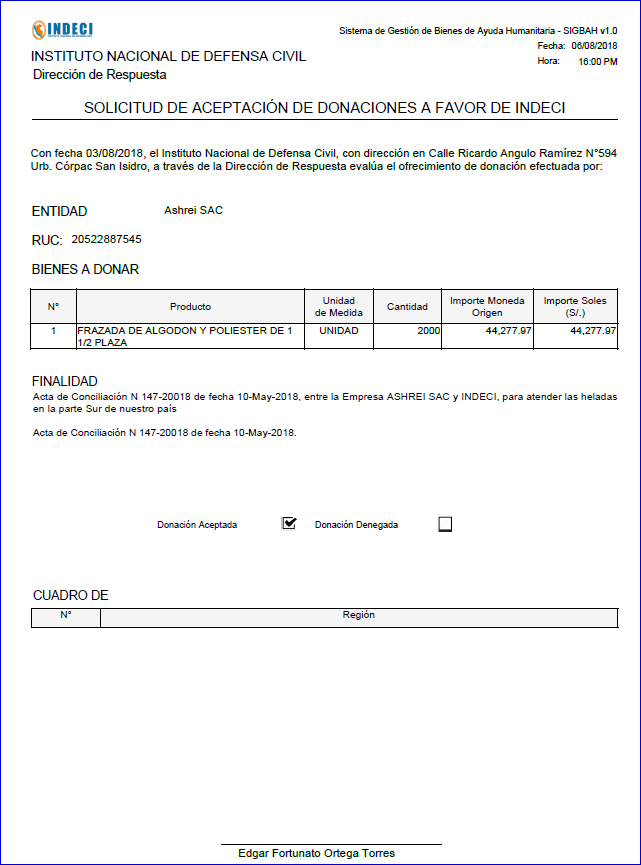 INDECI
Sistema de Gestión de Bienes de Ayuda Humanitaria - SIGBAH v1.0
Fecha: 06/08/2018
INSTITUTO NACIONAL DE DEFENSA CIVIL
Hora: 16:00 PM
Dirección de Respuesta
SOLICITUD DE ACEPTACIÓN DE DONACIONES A FAVOR DE INDECI
Con fecha 03/08/2018, el Instituto Nacional de Defensa Civil, con dirección en Calle Ricardo Angulo Ramírez N°594
Urb. Córpac San Isidro, a través de la Dirección de Respuesta evalúa el ofrecimiento de donación efectuada por:
ENTIDAD Ashrei SAC
RUC: 20522887545
BIENES A DONAR
N° Producto Unidad de Medida Cantidad Importe Moneda Origen Importe Soles (S/.)
1 FRAZADA DE ALGODON Y POLIESTER DE 1 UNIDAD 2000 44,277.97 44,277.97
1/2 PLAZA
FINALIDAD
Acta de Conciliación N 147-20018 de fecha 10-May-2018, entre la Empresa ASHREI SAC y INDECI, para atender las heladas
en la parte Sur de nuestro país
Acta de Conciliación N 147-20018 de fecha 10-May-2018.
Donación Aceptada Donación Denegada
CUADRO DE
N° Región
Edgar Fortunato Ortega Torres